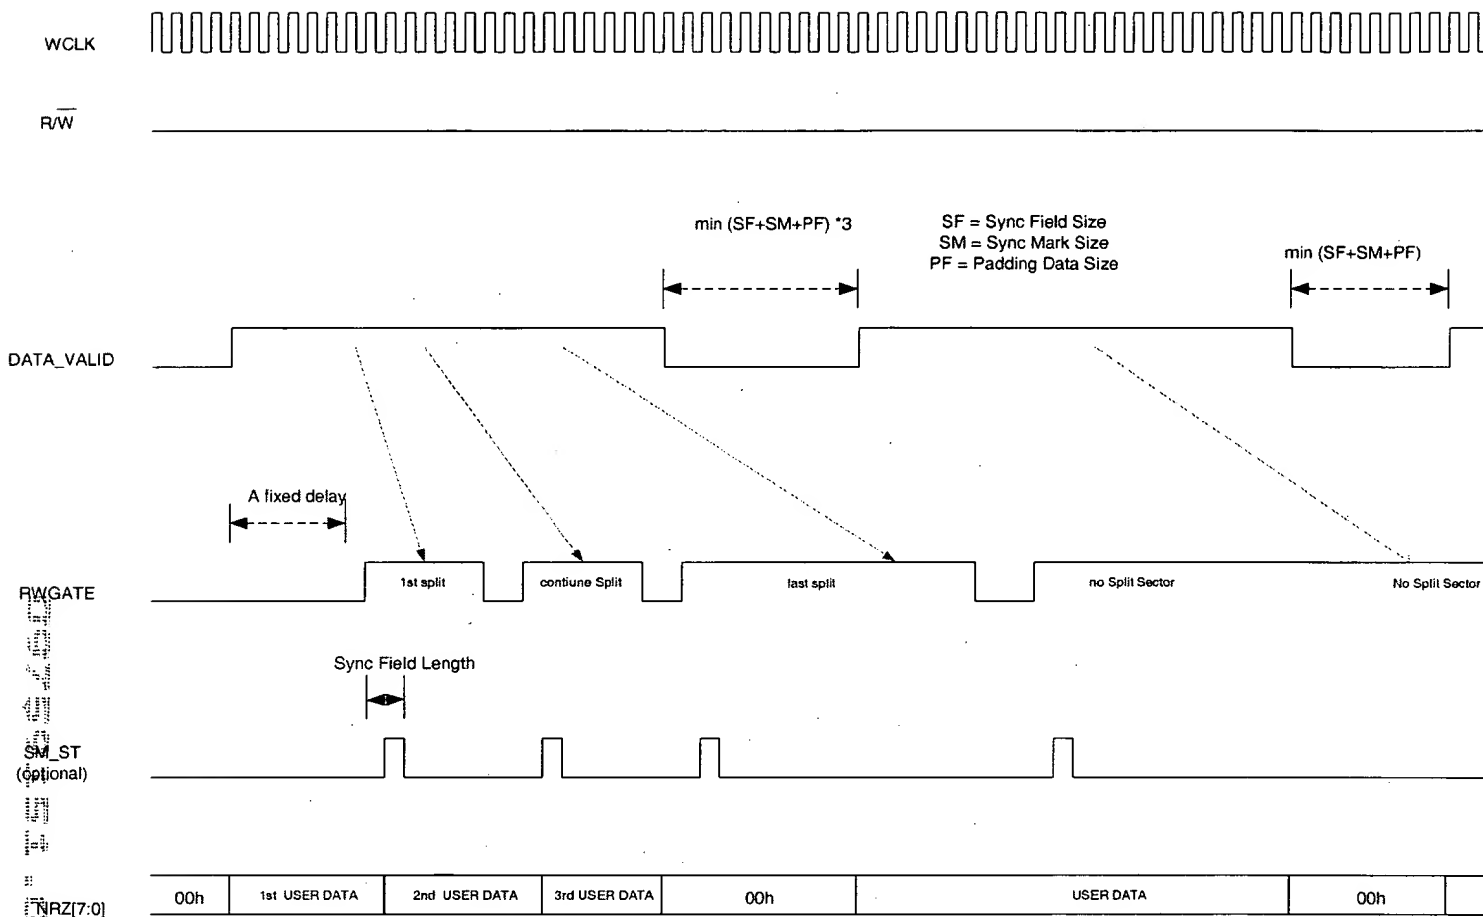 WCLK
R/W
min (SF+SM+PF) *3
SF = Sync Field Size
SM = Sync Mark Size
PF = Padding Data Size
min (SF+SM+PF)
DATA_VALID
A fixed delay
RWGATE
1st split
contiune Split
last split
no Split Sector
No Split Sector
Sync Field Length
SM_ST
(optional)
NRZ[7:0]
00h
1st USER DATA
2nd USER DATA
3rd USER DATA
00h
USER DATA
00h